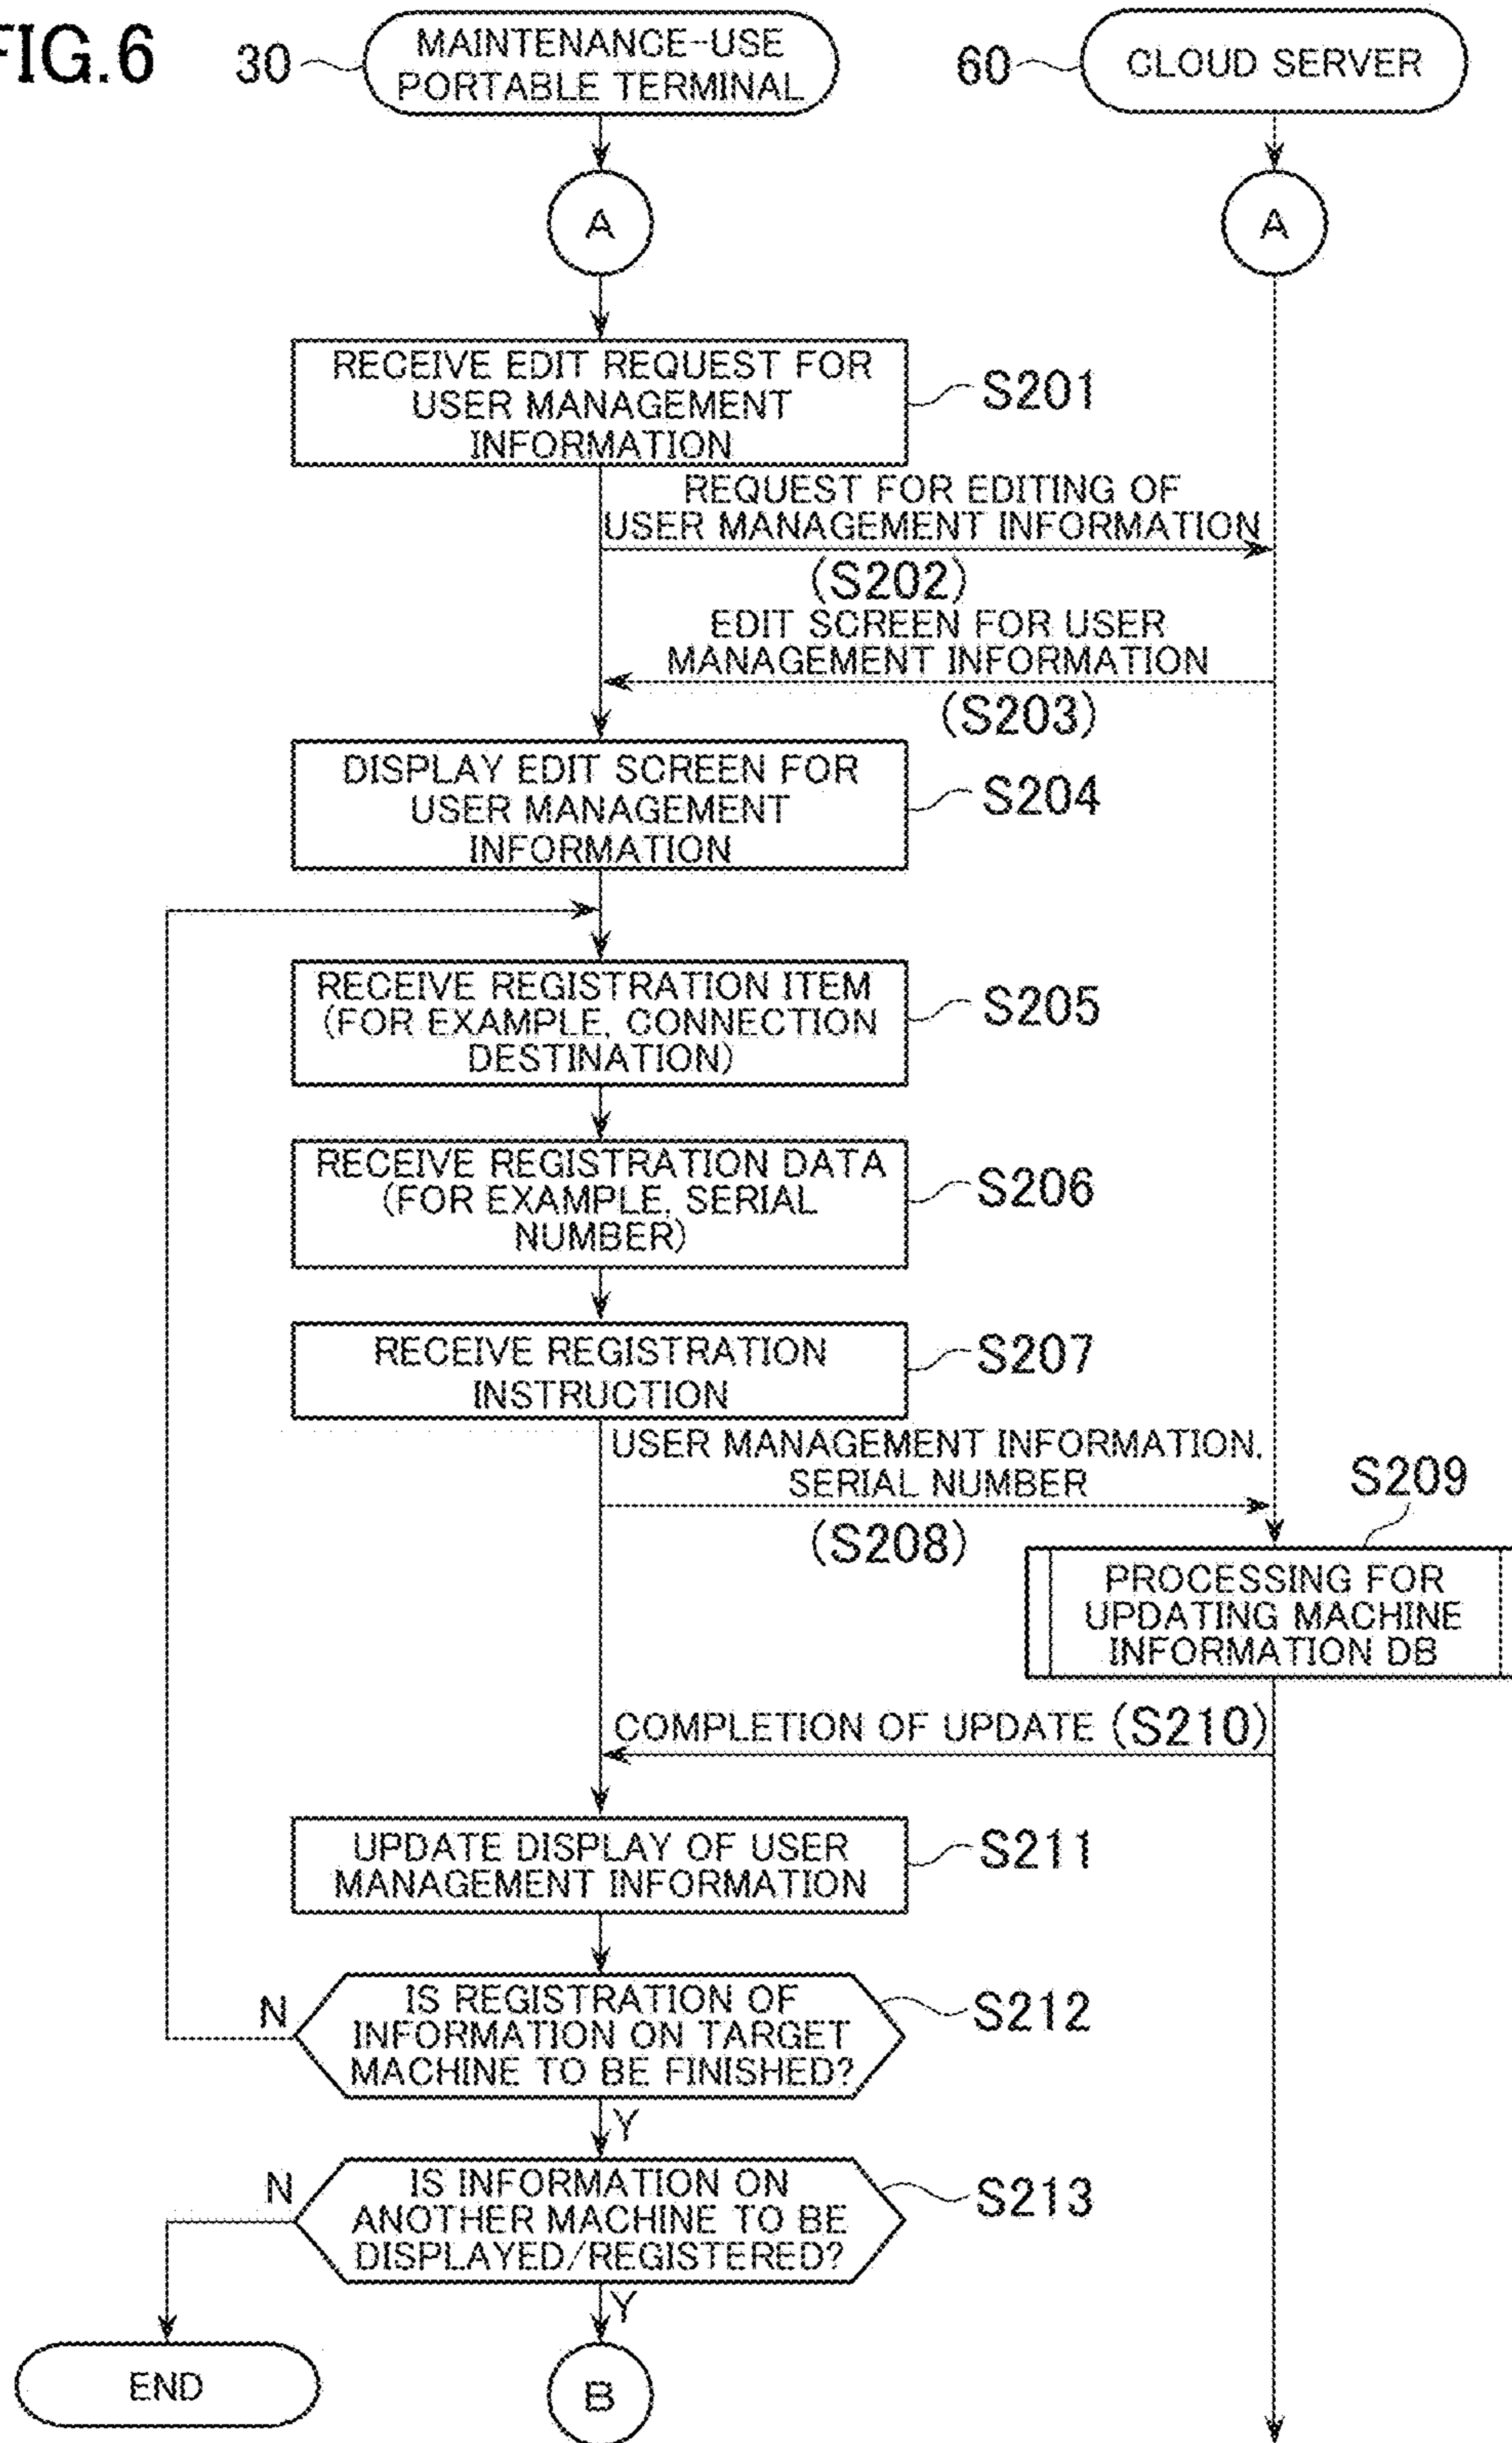 FIG.6
30
MAINTENANCE-USE
PORTABLE TERMINAL
60
CLOUD SERVER
A
A
RECEIVE EDIT REQUEST FOR
USER MANAGEMENT
INFORMATION
S201
REQUEST FOR EDITING OF
USER MANAGEMENT INFORMATION
(S202)
EDIT SCREEN FOR USER
MANAGEMENT INFORMATION
(S203)
DISPLAY EDIT SCREEN FOR
USER MANAGEMENT
INFORMATION
S204
RECEIVE REGISTRATION ITEM
(FOR EXAMPLE, CONNECTION
DESTINATION)
S205
RECEIVE REGISTRATION DATA
(FOR EXAMPLE, SERIAL
NUMBER)
S206
RECEIVE REGISTRATION
INSTRUCTION
S207
USER MANAGEMENT INFORMATION,
SERIAL NUMBER
(S208)
S209
PROCESSING FOR
UPDATING MACHINE
INFORMATION DB
COMPLETION OF UPDATE (S210)
UPDATE DISPLAY OF USER
MANAGEMENT INFORMATION
S211
N
IS REGISTRATION OF
INFORMATION ON TARGET
MACHINE TO BE FINISHED?
S212
Y
N
IS INFORMATION ON
ANOTHER MACHINE TO BE
DISPLAYED/REGISTERED?
S213
Y
END
B